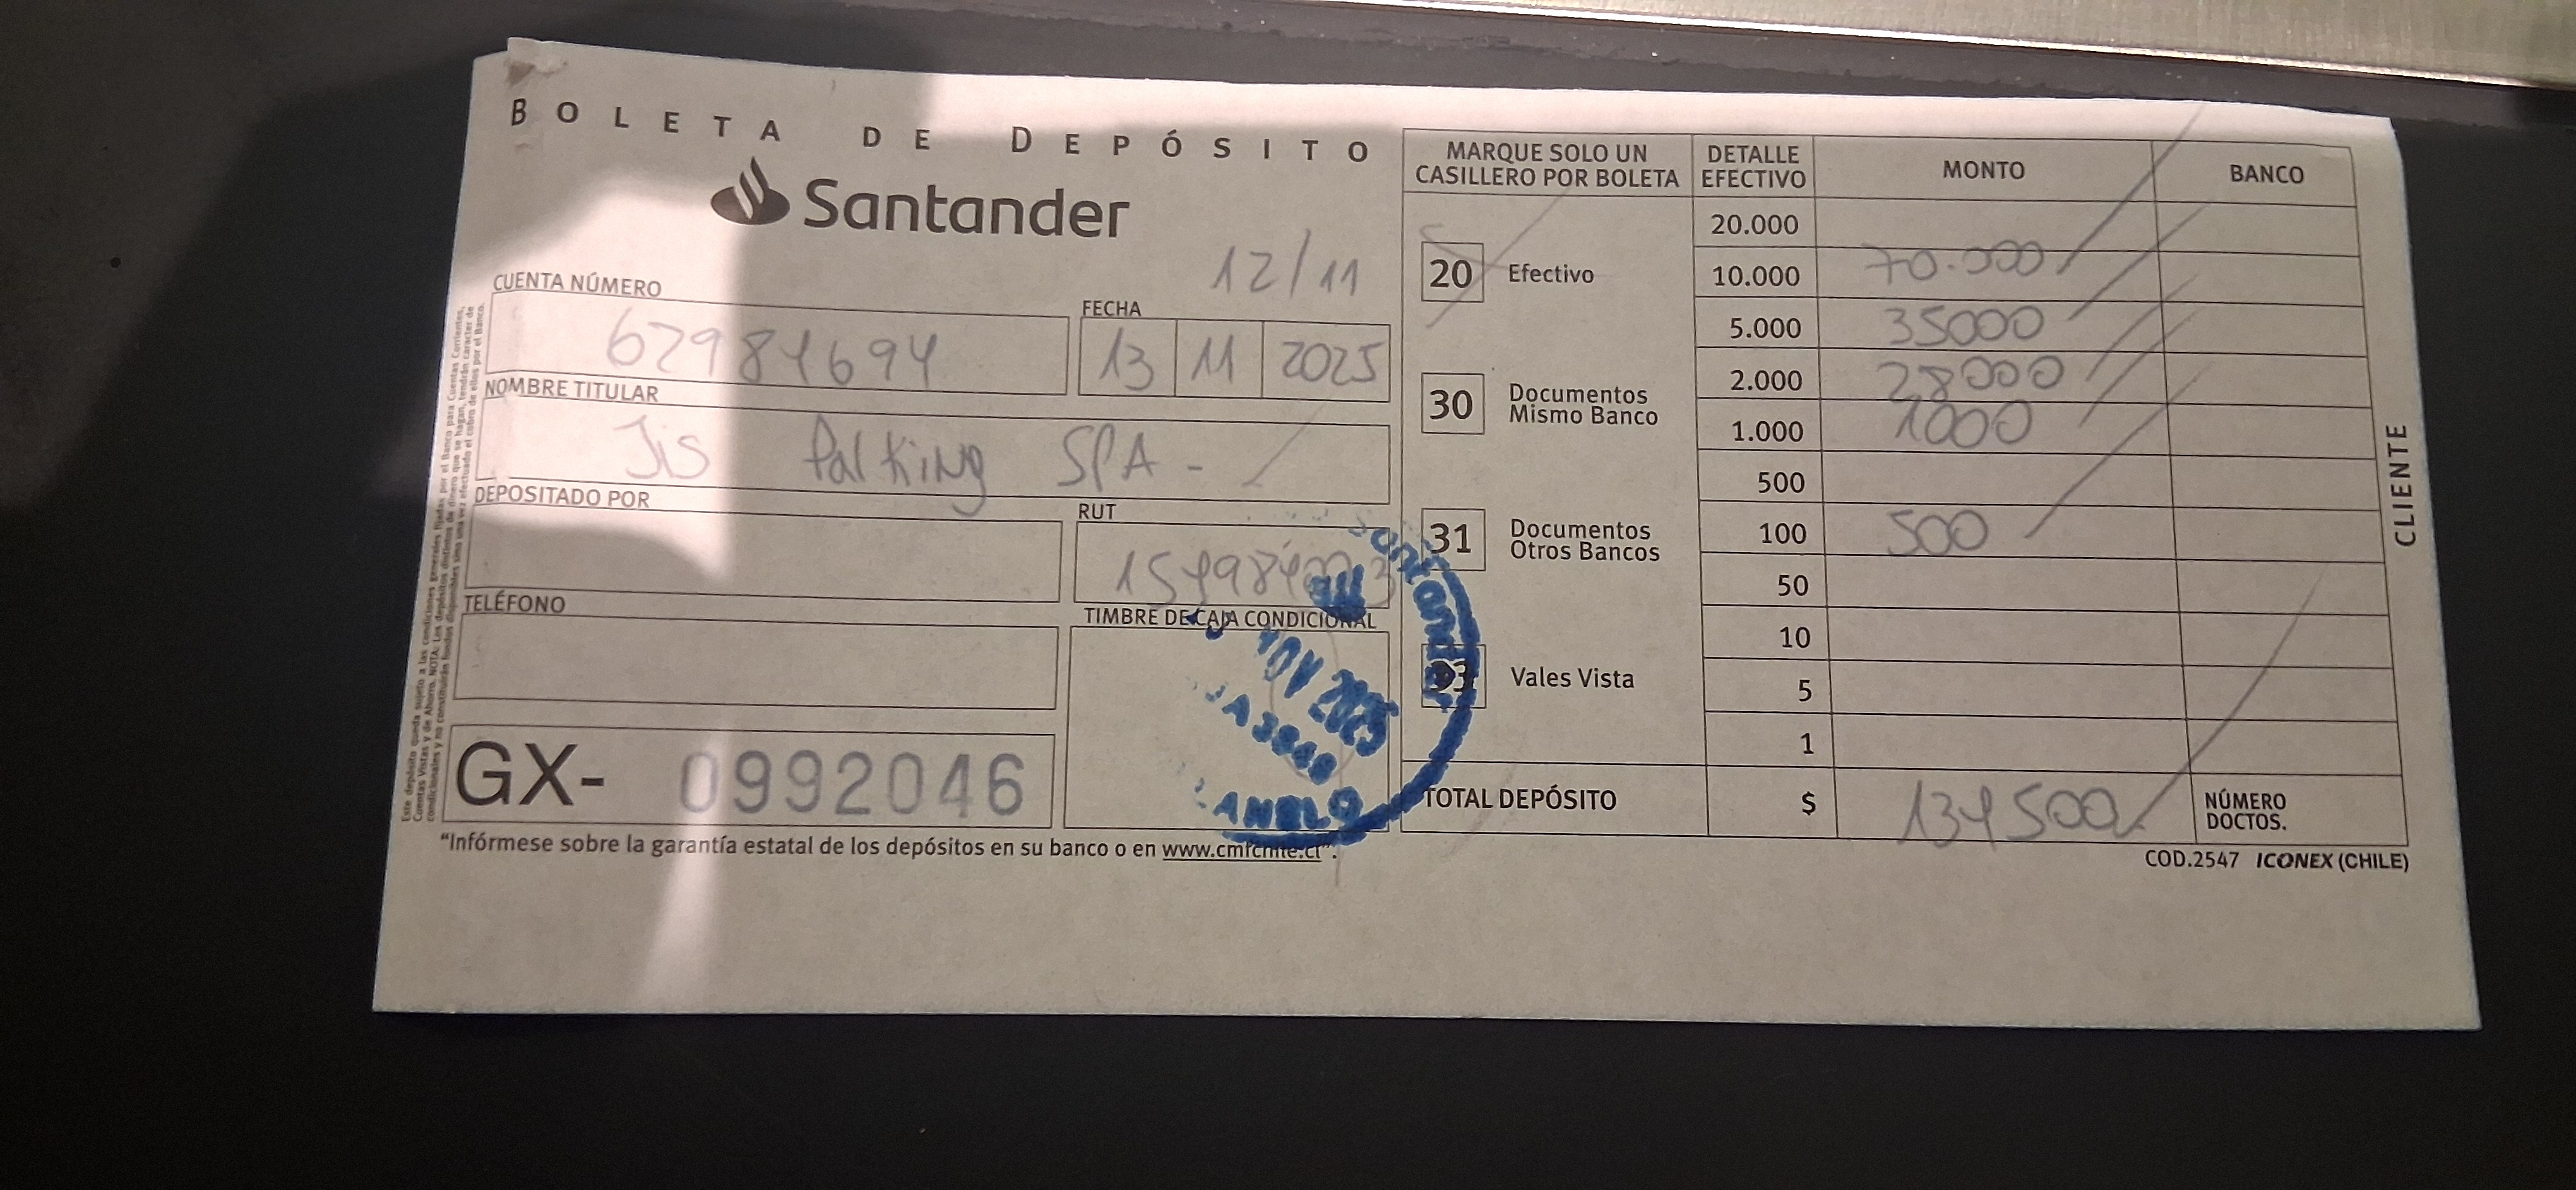 BOLETA DE DEPÓSITO
Santander
12/11
CUENTA NÚMERO
62984694
FECHA
13 11 2025
NOMBRE TITULAR
Jis Parking SPA -
DEPOSITADO POR
RUT
TELÉFONO
TIMBRE DE CAJA CONDICIONAL
GX- 0992046
"Infórmese sobre la garantía estatal de los depósitos en su banco o en www.cmfchile.cl".
MARQUE SOLO UN CASILLERO POR BOLETA
20 Efectivo
30 Documentos Mismo Banco
31 Documentos Otros Bancos
Vales Vista
DETALLE EFECTIVO MONTO BANCO
20.000
10.000 70.000
5.000 35000
2.000 28000
1.000 1000
500
100 500
50
10
5
1
TOTAL DEPÓSITO $ 134500 NÚMERO DOCTOS.
COD.2547 ICONEX (CHILE)
CLIENTE
Santander
NOV 2025